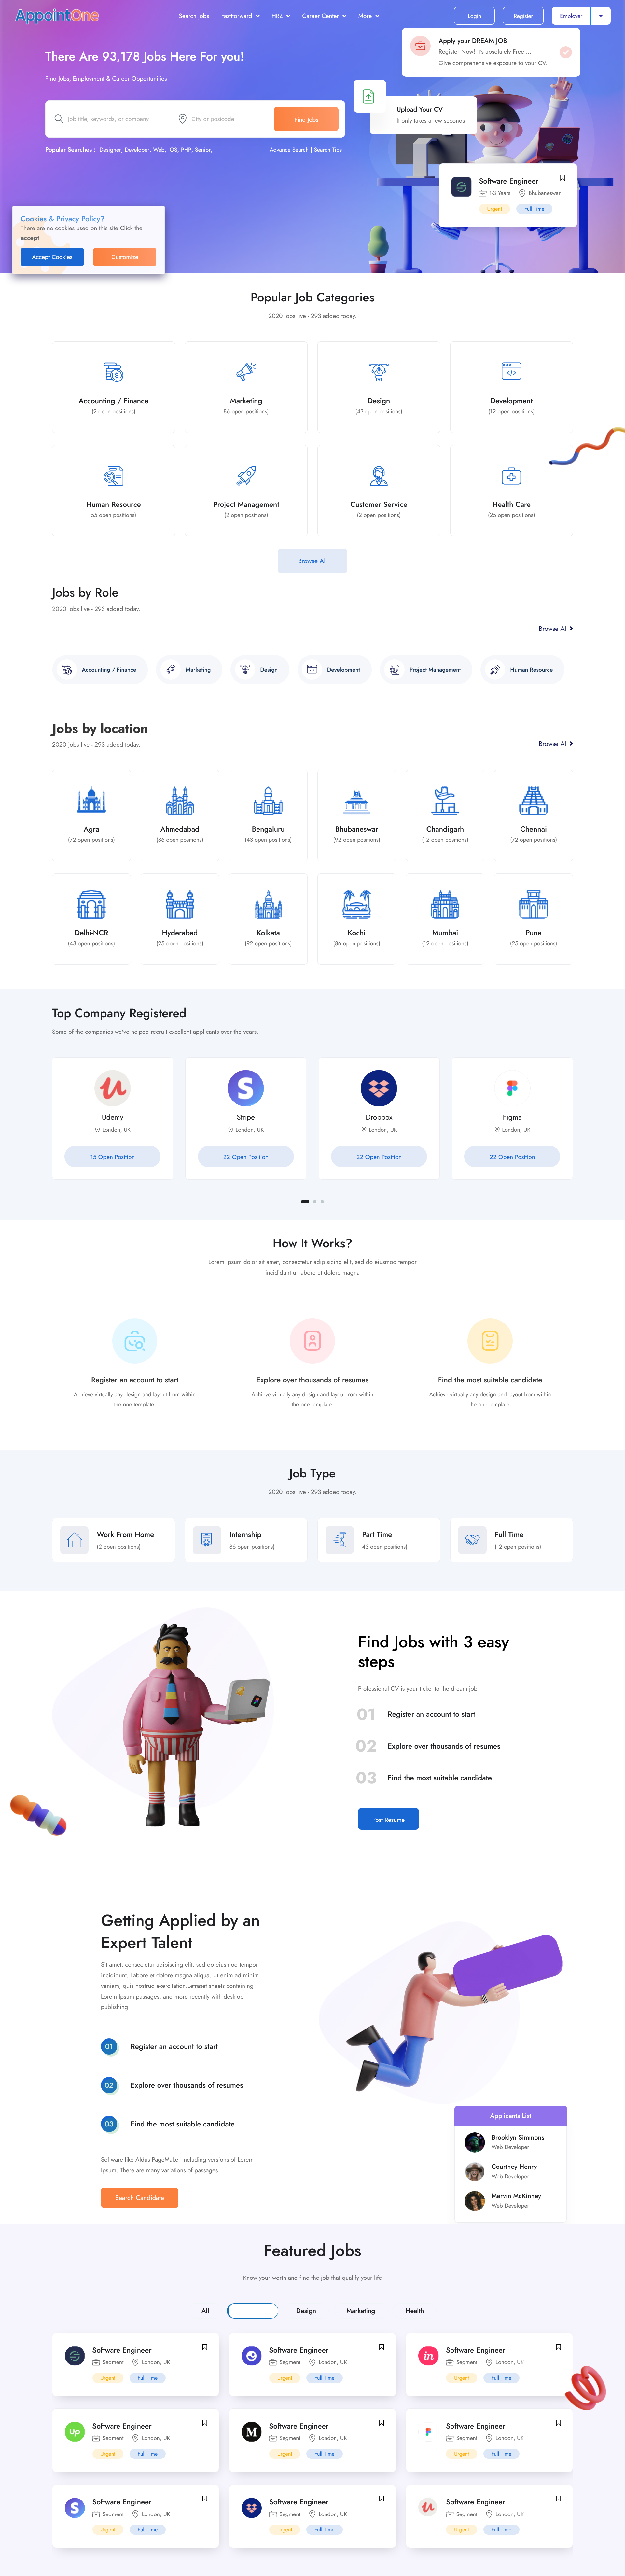 AppointOne
Search Jobs FastForward HRZ Career Center More
Login Register Employer
There Are 93,178 Jobs Here For you!
Find Jobs, Employment & Career Opportunities
Job title, keywords, or company
City or postcode
Find Jobs
Popular Searches : Designer, Developer, Web, IOS, PHP, Senior,
Advance Search | Search Tips
Apply your DREAM JOB
Register Now! It's absolutely Free ...
Give comprehensive exposure to your CV.
Upload Your CV
It only takes a few seconds
Software Engineer
1-3 Years Bhubaneswar
Urgent Full Time
Cookies & Privacy Policy?
There are no cookies used on this site Click the
accept
Accept Cookies Customise
Popular Job Categories
2020 jobs live - 293 added today.
Accounting / Finance
(2 open positions)
Marketing
86 open positions)
Design
(43 open positions)
Development
(12 open positions)
Human Resource
55 open positions)
Project Management
(2 open positions)
Customer Service
(2 open positions)
Health Care
(25 open positions)
Browse All
Jobs by Role
2020 jobs live - 293 added today.
Browse All
Accounting / Finance
Marketing
Design
Development
Project Management
Human Resource
Jobs by location
2020 jobs live - 293 added today.
Browse All
Agra
(72 open positions)
Ahmedabad
(86 open positions)
Bengaluru
(43 open positions)
Bhubaneswar
(92 open positions)
Chandigarh
(12 open positions)
Chennai
(72 open positions)
Delhi-NCR
(43 open positions)
Hyderabad
(25 open positions)
Kolkata
(92 open positions)
Kochi
(86 open positions)
Mumbai
(12 open positions)
Pune
(25 open positions)
Top Company Registered
Some of the companies we've helped recruit excellent applicants over the years.
Udemy
London, UK
15 Open Position
Stripe
London, UK
22 Open Position
Dropbox
London, UK
22 Open Position
Figma
London, UK
22 Open Position
How It Works?
Lorem ipsum dolor sit amet, consectetur adipisicing elit, sed do eiusmod tempor
incididunt ut labore et dolore magna
Register an account to start
Achieve virtually any design and layout from within
the one template.
Explore over thousands of resumes
Achieve virtually any design and layout from within
the one template.
Find the most suitable candidate
Achieve virtually any design and layout from within
the one template.
Job Type
2020 jobs live - 293 added today.
Work From Home
(2 open positions)
Internship
86 open positions)
Part Time
43 open positions)
Full Time
(12 open positions)
Find Jobs with 3 easy
steps
Professional CV is your ticket to the dream job
01 Register an account to start
02 Explore over thousands of resumes
03 Find the most suitable candidate
Post Resume
Getting Applied by an
Expert Talent
Sit amet, consectetur adipiscing elit, sed do eiusmod tempor
incididunt. Labore et dolore magna aliqua. Ut enim ad minim
veniam, quis nostrud exercitation.Letraset sheets containing
Lorem Ipsum passages, and more recently with desktop
publishing.
01 Register an account to start
02 Explore over thousands of resumes
03 Find the most suitable candidate
Software like Aldus PageMaker including versions of Lorem
Ipsum. There are many variations of passages
Search Candidate
Applicants List
Brooklyn Simmons
Web Developer
Courtney Henry
Web Developer
Marvin McKinney
Web Developer
Featured Jobs
Know your worth and find the job that qualify your life
All Design Marketing Health
Software Engineer
Segment London, UK
Urgent Full Time
Software Engineer
Segment London, UK
Urgent Full Time
in
Software Engineer
Segment London, UK
Urgent Full Time
Up
Software Engineer
Segment London, UK
Urgent Full Time
M
Software Engineer
Segment London, UK
Urgent Full Time
Software Engineer
Segment London, UK
Urgent Full Time
S
Software Engineer
Segment London, UK
Urgent Full Time
Software Engineer
Segment London, UK
Urgent Full Time
Software Engineer
Segment London, UK
Urgent Full Time